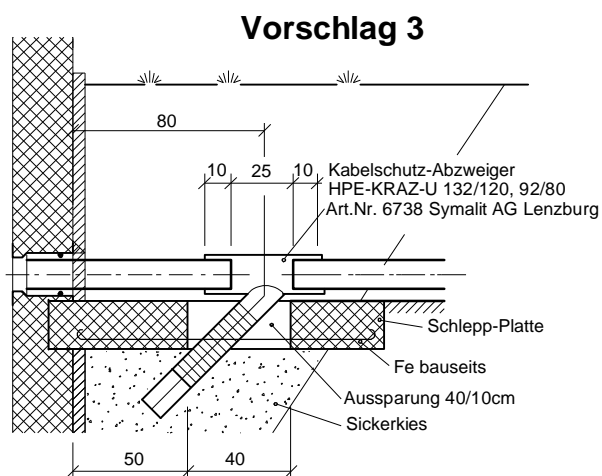 Vorschlag 3
80
10 25 10
Kabelschutz-Abzweiger
HPE-KRAZ-U 132/120, 92/80
Art.Nr. 6738 Symalit AG Lenzburg
Schlepp-Platte
Fe bauseits
Aussparung 40/10cm
Sickerkies
50 40